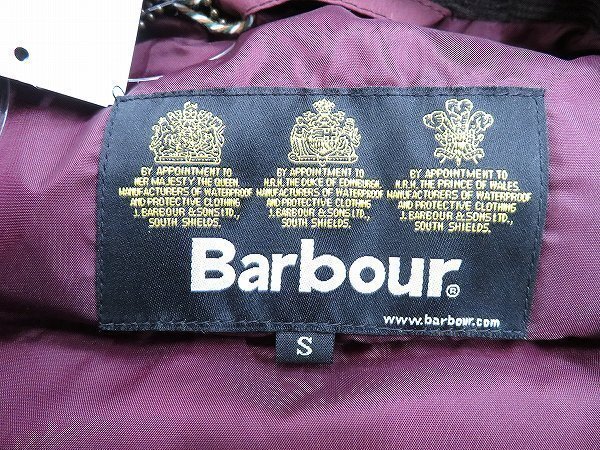 BY APPOINTMENT TO
HER MAJESTY THE QUEEN
MANUFACTURERS OF WATERPROOF
AND PROTECTIVE CLOTHING
J. BARBOUR & SONS LTD.,
SOUTH SHIELDS.
BY APPOINTMENT TO
H.R.H. THE DUKE OF EDINBURGH
MANUFACTURERS OF WATERPROOF
AND PROTECTIVE CLOTHING
J. BARBOUR & SONS LTD.,
SOUTH SHIELDS.
BY APPOINTMENT TO
H.R.H. THE PRINCE OF WALES
MANUFACTURERS OF WATERPROOF
AND PROTECTIVE CLOTHING
J. BARBOUR & SONS LTD.,
SOUTH SHIELDS.
Barbour®
www.barbour.com
S